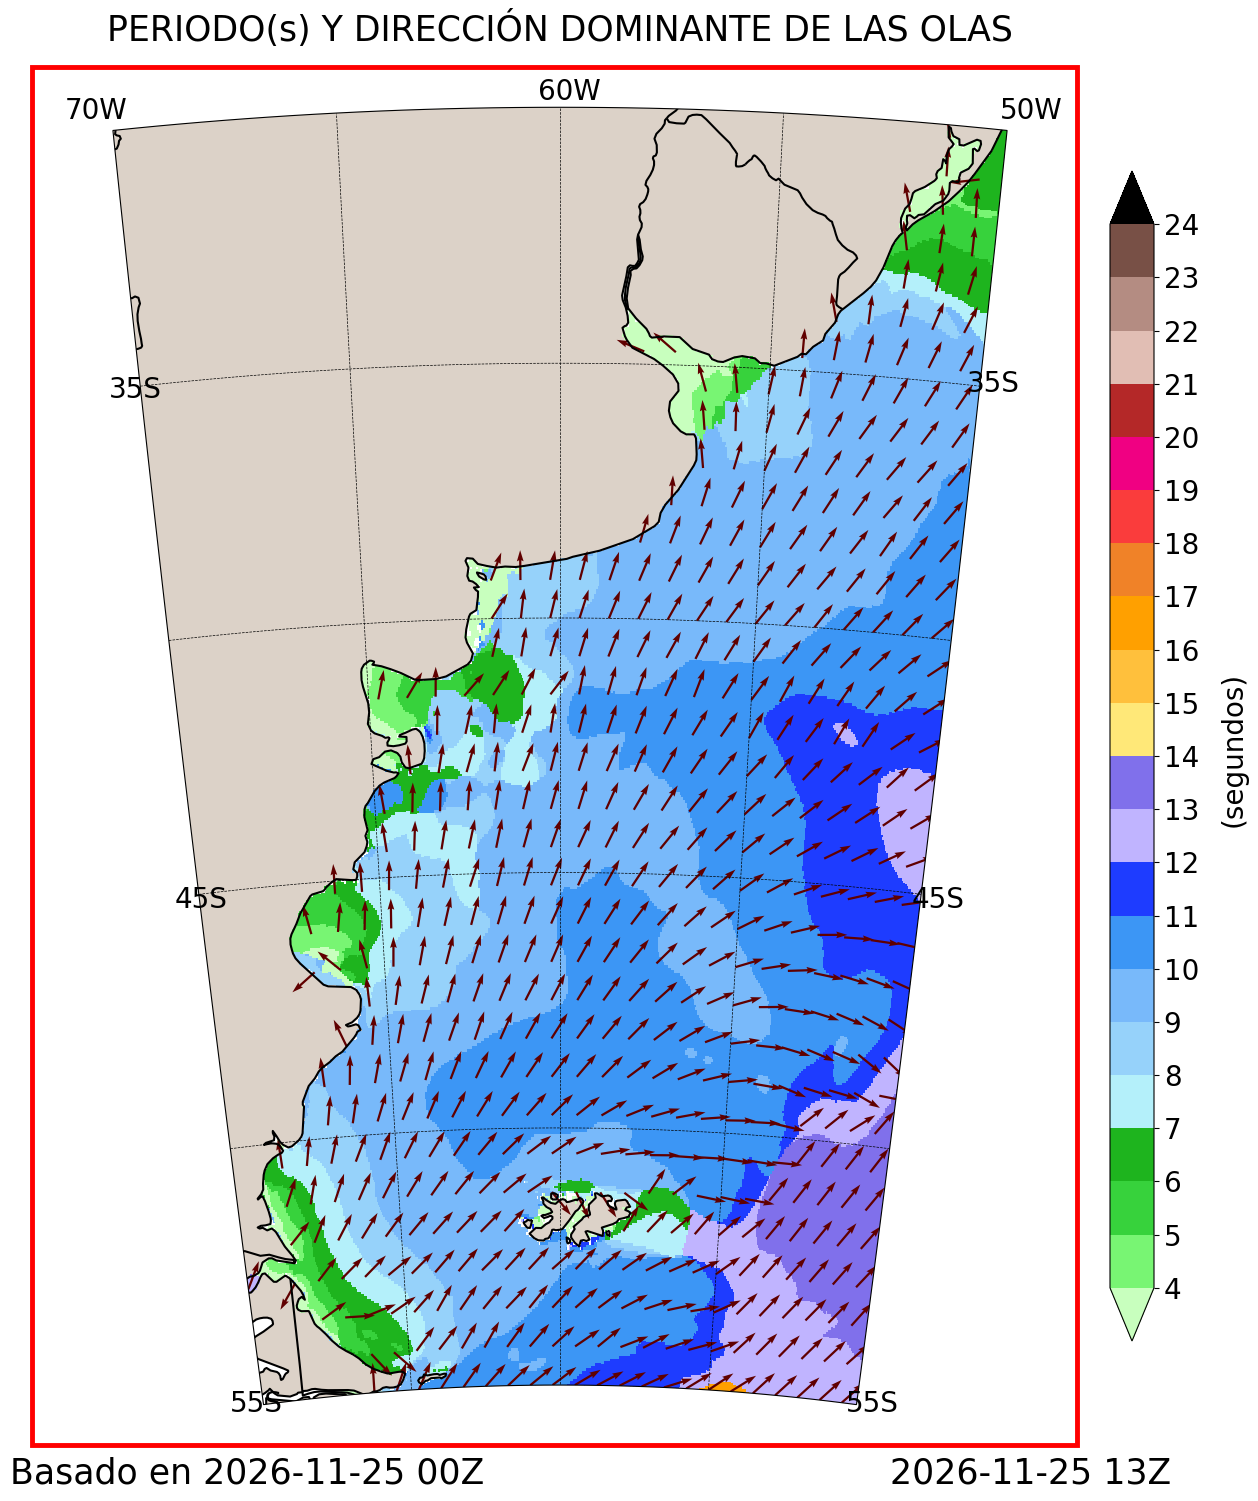 PERIODO(s) Y DIRECCIÓN DOMINANTE DE LAS OLAS
70W
60W
50W
35S
35S
45S
45S
55S
55S
24
23
22
21
20
19
18
17
16
15
14
13
12
11
10
9
8
7
6
5
4
(segundos)
Basado en 2026-11-25 00Z
2026-11-25 13Z